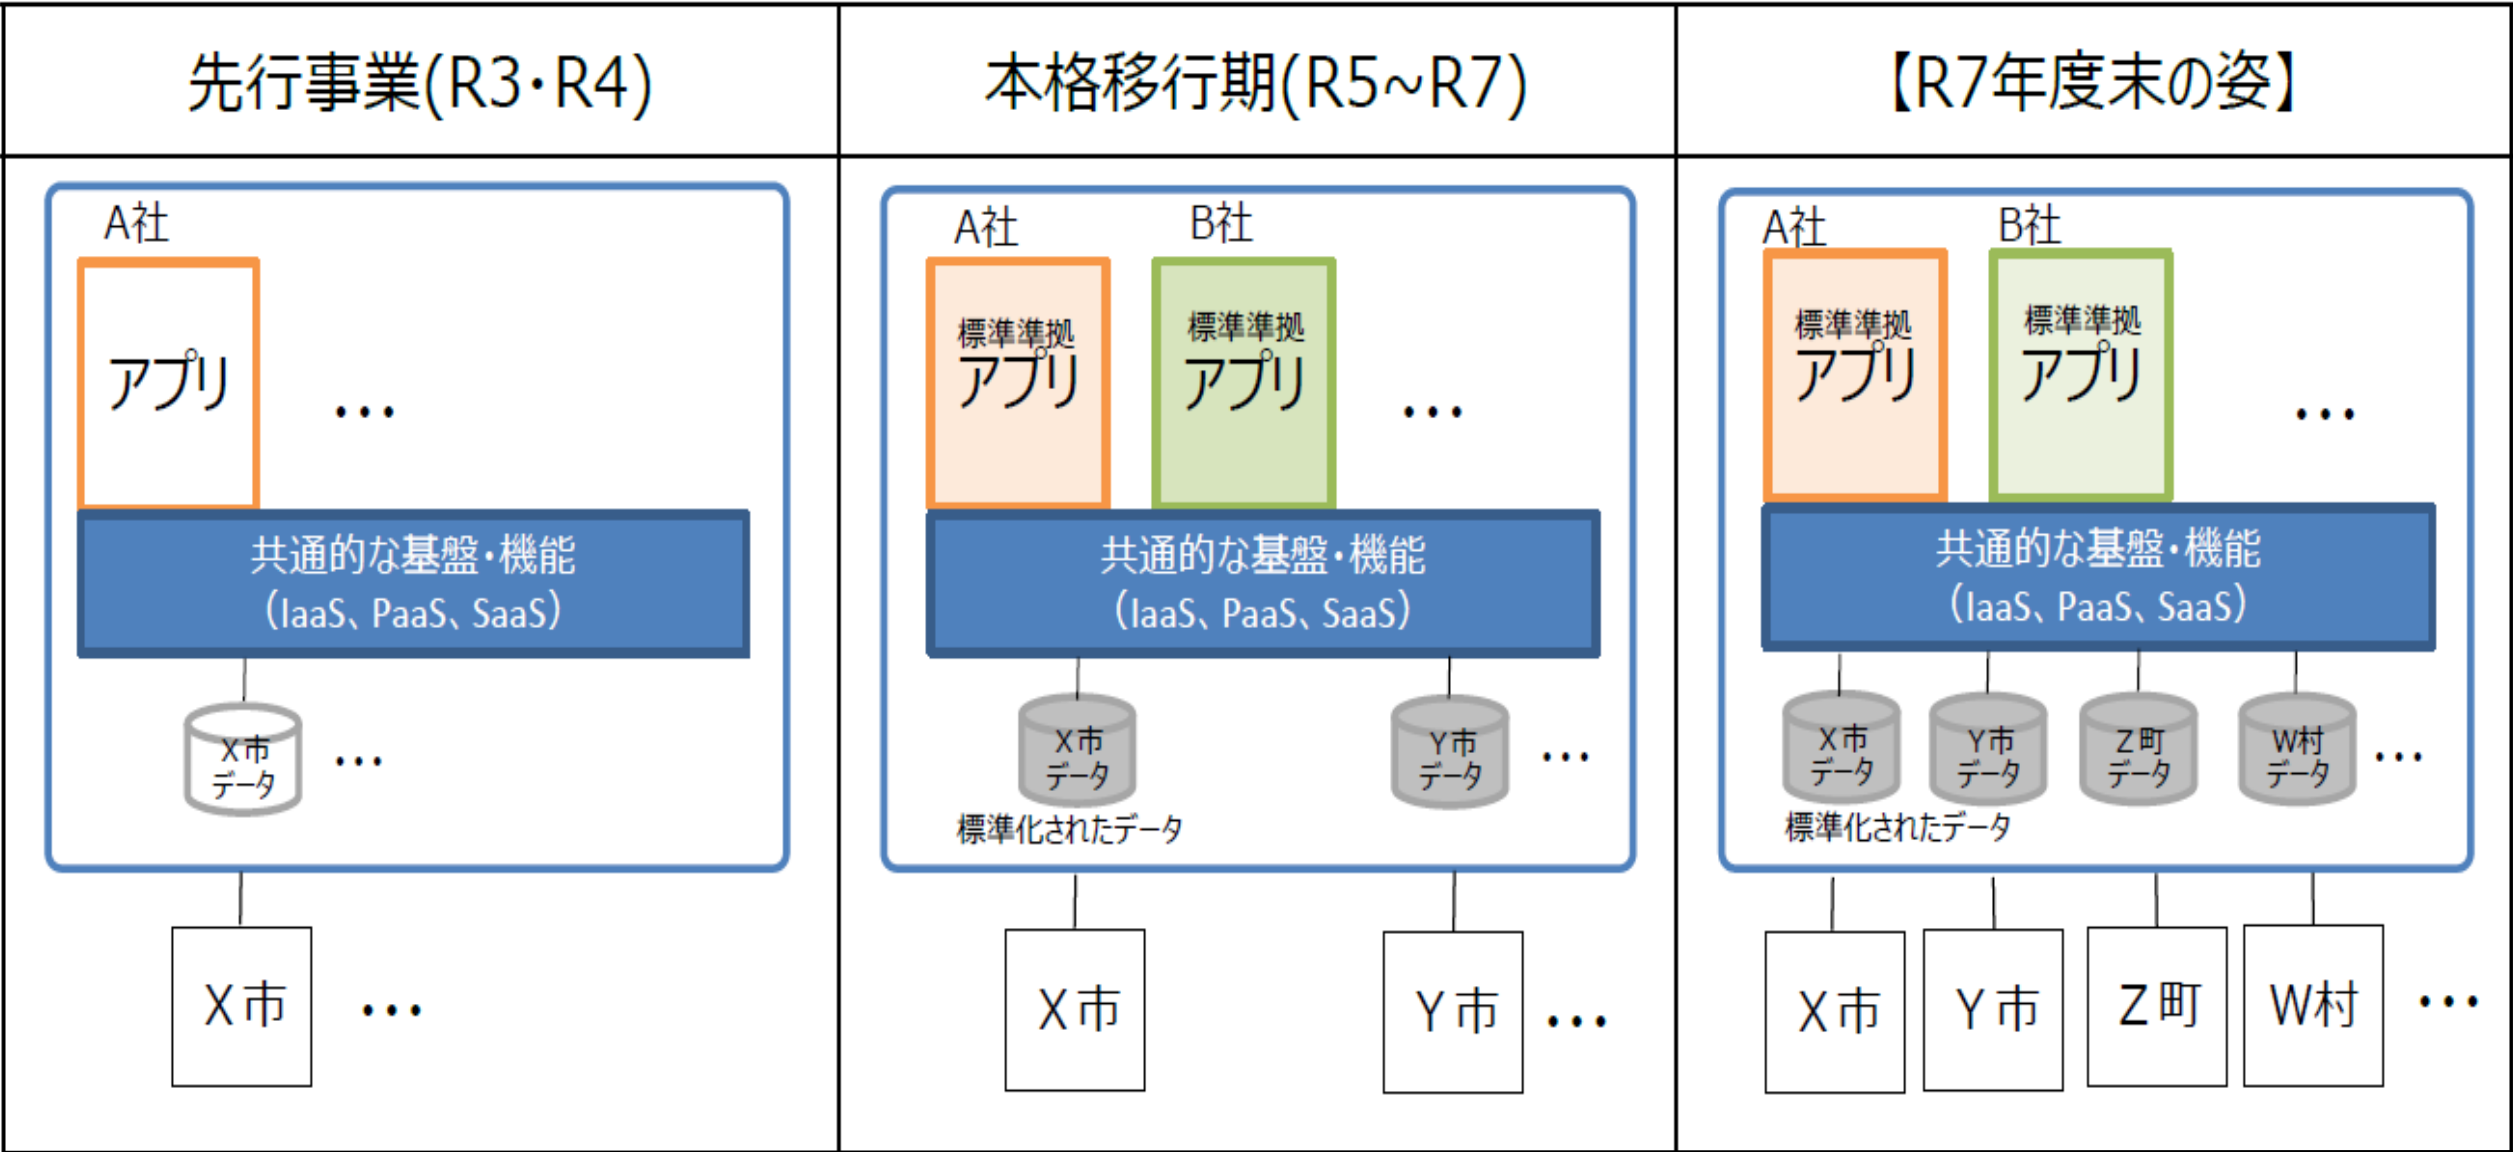 先行事業(R3・R4)
本格移行期(R5~R7)
【R7年度末の姿】
A社
アプリ
…
共通的な基盤・機能
(IaaS、PaaS、SaaS)
X市
データ
…
X市
…
A社
B社
標準準拠
アプリ
標準準拠
アプリ
…
共通的な基盤・機能
(IaaS、PaaS、SaaS)
X市
データ
Y市
データ
…
標準化されたデータ
X市
Y市
…
A社
B社
標準準拠
アプリ
標準準拠
アプリ
…
共通的な基盤・機能
(IaaS、PaaS、SaaS)
X市
データ
Y市
データ
Z町
データ
W村
データ
…
標準化されたデータ
X市
Y市
Z町
W村
…